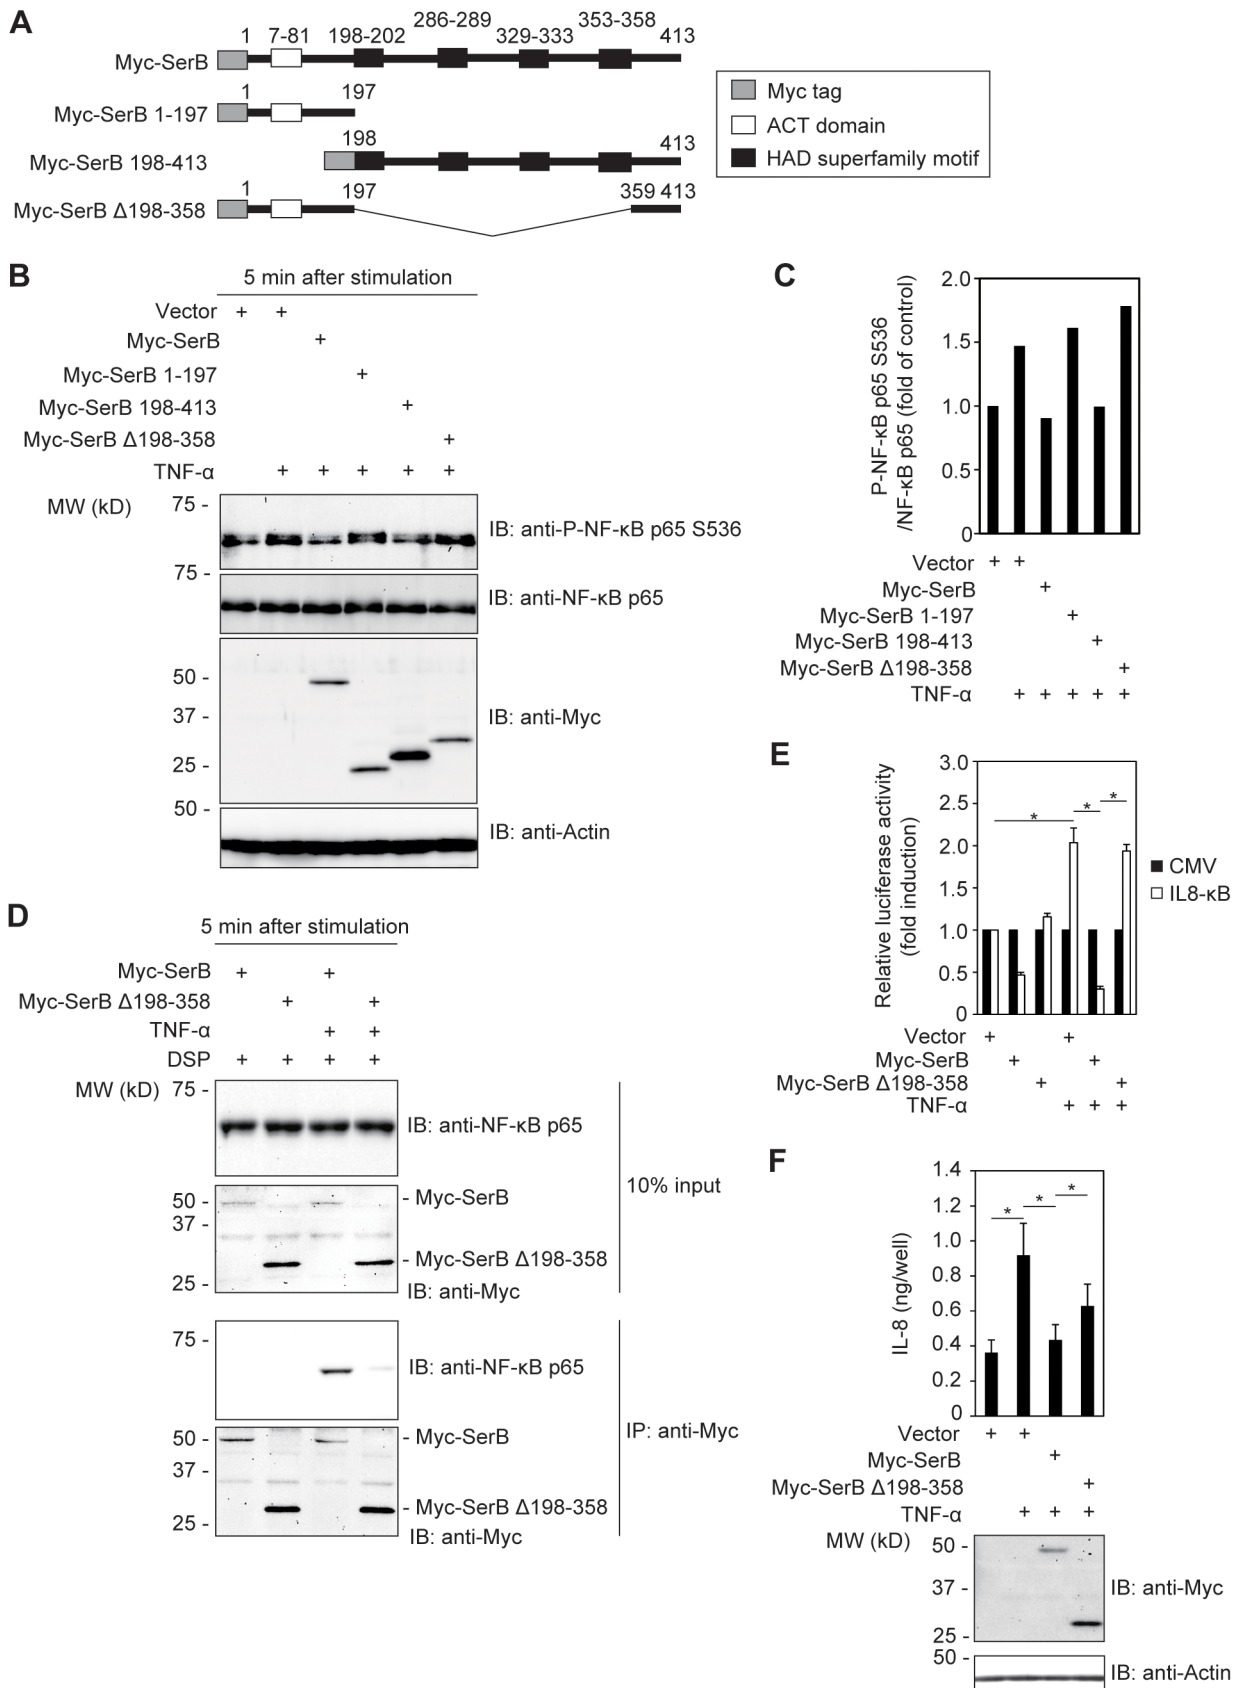 A
1 7-81 198-202 286-289 329-333 353-358 413
Myc-SerB
1 197
Myc-SerB 1-197
198 413
Myc-SerB 198-413
1 197 359 413
Myc-SerB Δ198-358
Myc tag
ACT domain
HAD superfamily motif
B
5 min after stimulation
Vector + +
Myc-SerB +
Myc-SerB 1-197 +
Myc-SerB 198-413 +
Myc-SerB Δ198-358 +
TNF-α + + + + +
MW (kD)
75 -
IB: anti-P-NF-κB p65 S536
75 -
IB: anti-NF-κB p65
50 -
37 -
IB: anti-Myc
25 -
50 -
IB: anti-Actin
C
P-NF-κB p65 S536
/NF-κB p65 (fold of control)
2.0
1.5
1.0
0.5
0
Vector + +
Myc-SerB +
Myc-SerB 1-197 +
Myc-SerB 198-413 +
Myc-SerB Δ198-358 +
TNF-α + + + + +
D
5 min after stimulation
Myc-SerB + +
Myc-SerB Δ198-358 + +
TNF-α + +
DSP + + + +
MW (kD)
75 -
IB: anti-NF-κB p65
10% input
50 -
- Myc-SerB
37 -
- Myc-SerB Δ198-358
25 -
IB: anti-Myc
75 -
IB: anti-NF-κB p65
IP: anti-Myc
50 -
- Myc-SerB
37 -
- Myc-SerB Δ198-358
25 -
IB: anti-Myc
E
Relative luciferase activity
(fold induction)
3.0
2.5
2.0
1.5
1.0
0.5
0
* * *
CMV
IL8-κB
Vector + +
Myc-SerB + +
Myc-SerB Δ198-358 + +
TNF-α + + +
F
IL-8 (ng/well)
1.4
1.2
1.0
0.8
0.6
0.4
0.2
0
* * *
Vector + +
Myc-SerB +
Myc-SerB Δ198-358 +
TNF-α + + +
MW (kD)
50 -
37 -
IB: anti-Myc
25 -
50 -
IB: anti-Actin